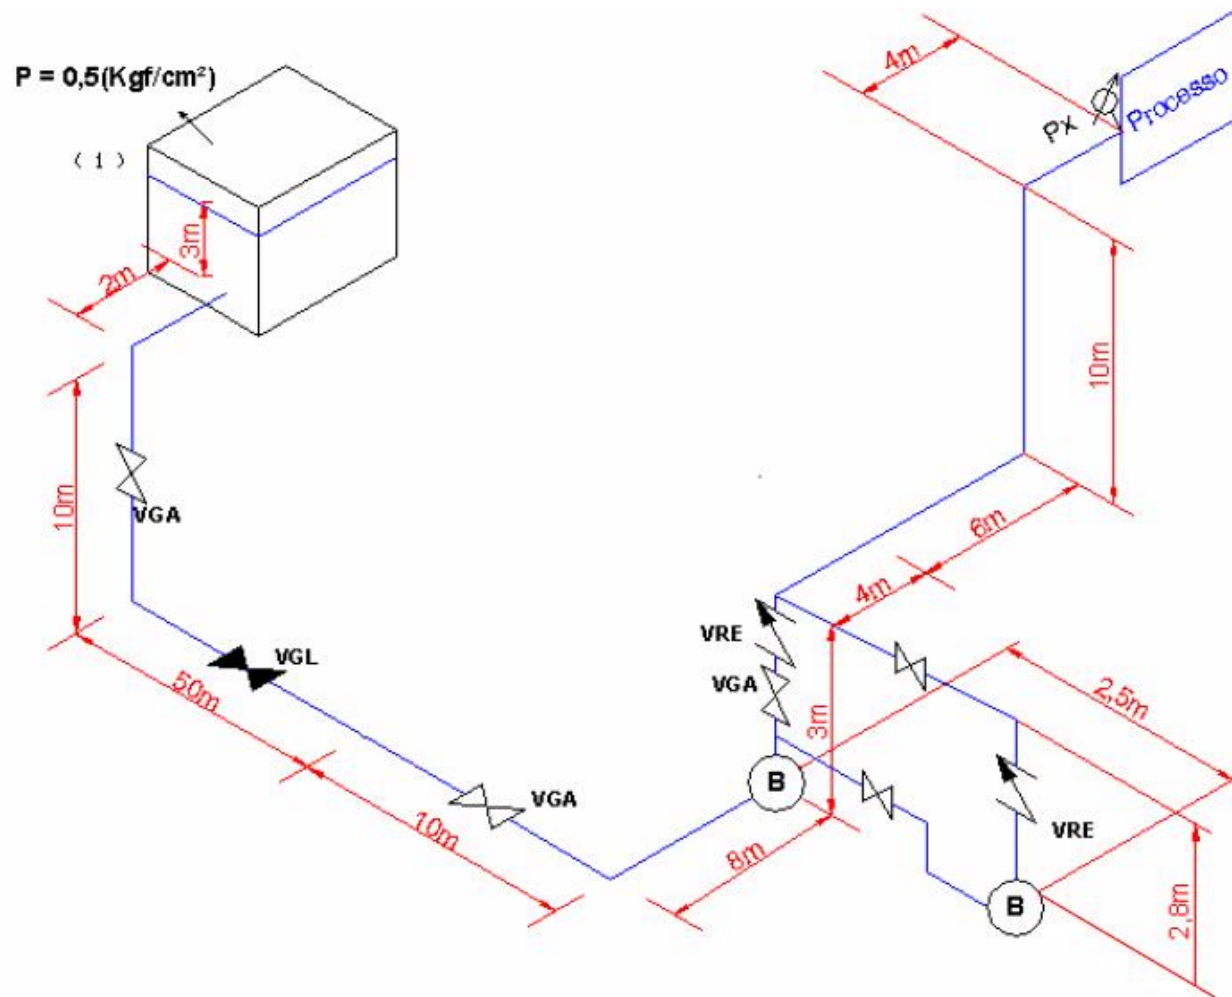 P = 0,5(Kgf/cm²)
( 1 )
3m
2m
10m
VGA
50m
VGL
10m
VGA
8m
B
VRE
VGA
3m
4m
6m
10m
4m
Px
Processo
2,5m
VRE
B
2,8m